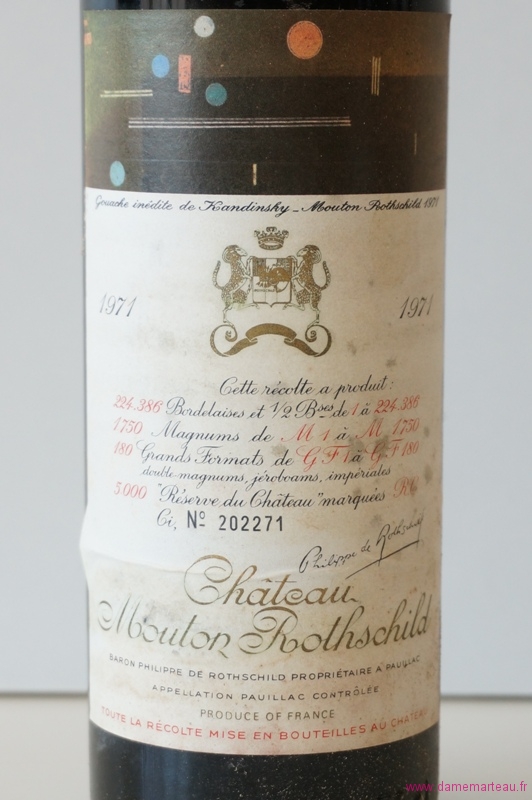 Gouache inédite de Kandinsky - Mouton Rothschild 1971
1971 1971
Cette récolte a produit :
224.386 Bordelaises et 1/2 Bses de 1 à 224.386
1750 Magnums de M 1 à M 1750
180 Grands Formats de G F 1 à G F 180
double-magnums, jéroboams, impériales
5000 "Réserve du Château" marquées R.C.
Ci, Nº 202271
Philippe de Rothschild
Château
Mouton Rothschild
BARON PHILIPPE DE ROTHSCHILD PROPRIÉTAIRE A PAUILLAC
APPELLATION PAUILLAC CONTRÔLÉE
PRODUCE OF FRANCE
TOUTE LA RÉCOLTE MISE EN BOUTEILLES AU CHÂTEAU
www.damemarteau.fr